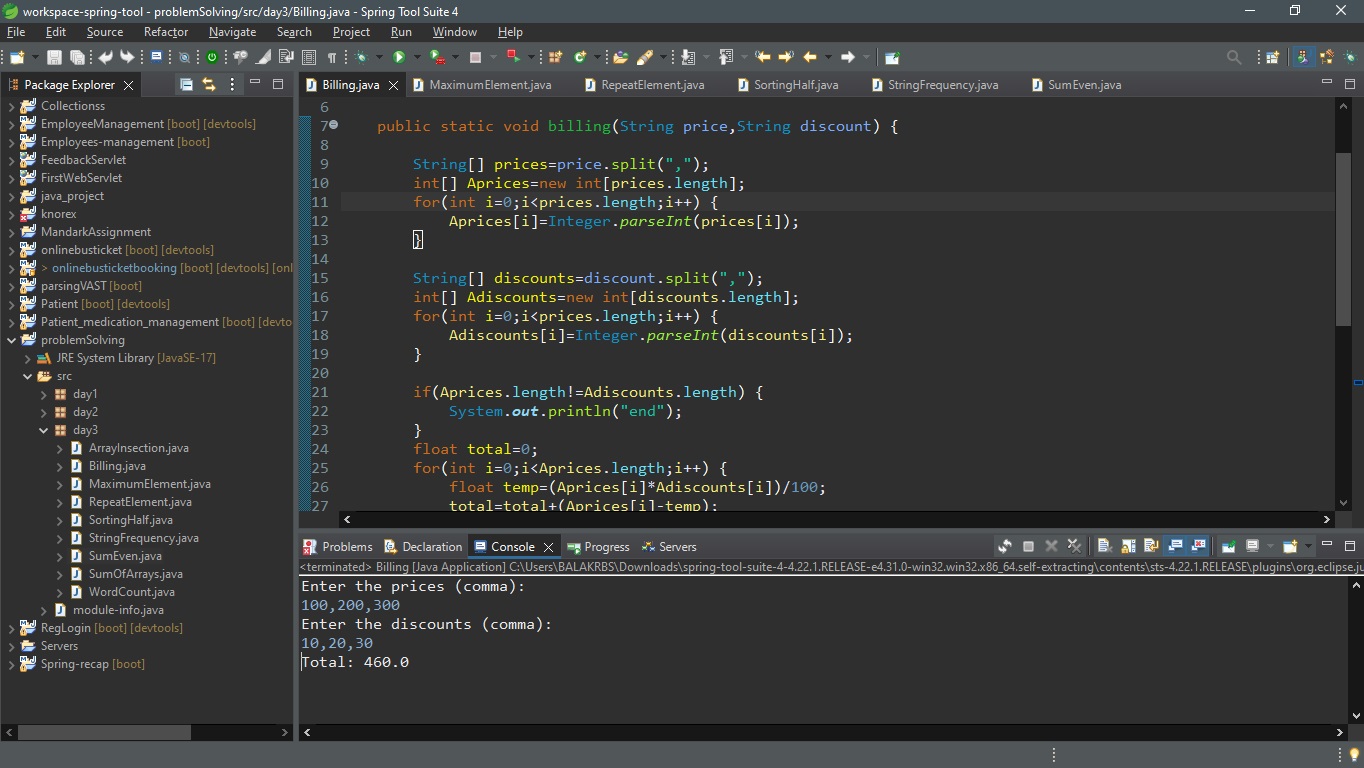 workspace-spring-tool - problemSolving/src/day3/Billing.java - Spring Tool Suite 4
File Edit Source Refactor Navigate Search Project Run Window Help
Package Explorer
Collectionss
EmployeeManagement [boot] [devtools]
Employees-management [boot]
FeedbackServlet
FirstWebServlet
java_project
knorex
MandarkAssignment
onlinebusticket [boot] [devtools]
> onlinebusticketbooking [boot] [devtools] [onl
parsingVAST [boot]
Patient [boot] [devtools]
Patient_medication_management [boot] [devto
problemSolving
JRE System Library [JavaSE-17]
src
day1
day2
day3
ArrayInsection.java
Billing.java
MaximumElement.java
RepeatElement.java
SortingHalf.java
StringFrequency.java
SumEven.java
SumOfArrays.java
WordCount.java
module-info.java
RegLogin [boot] [devtools]
Servers
Spring-recap [boot]
Billing.java MaximumElement.java RepeatElement.java SortingHalf.java StringFrequency.java SumEven.java
6
7 public static void billing(String price,String discount) {
8
9 String[] prices=price.split(",");
10 int[] Aprices=new int[prices.length];
11 for(int i=0;i<prices.length;i++) {
12 Aprices[i]=Integer.parseInt(prices[i]);
13 }
14
15 String[] discounts=discount.split(",");
16 int[] Adiscounts=new int[discounts.length];
17 for(int i=0;i<prices.length;i++) {
18 Adiscounts[i]=Integer.parseInt(discounts[i]);
19 }
20
21 if(Aprices.length!=Adiscounts.length) {
22 System.out.println("end");
23 }
24 float total=0;
25 for(int i=0;i<Aprices.length;i++) {
26 float temp=(Aprices[i]*Adiscounts[i])/100;
27 total=total+(Aprices[i]-temp);
Problems Declaration Console Progress Servers
<terminated> Billing [Java Application] C:\Users\BALAKRBS\Downloads\spring-tool-suite-4-4.22.1.RELEASE-e4.31.0-win32.win32.x86_64.self-extracting\contents\sts-4.22.1.RELEASE\plugins\org.eclipse.ju
Enter the prices (comma):
100,200,300
Enter the discounts (comma):
10,20,30
Total: 460.0